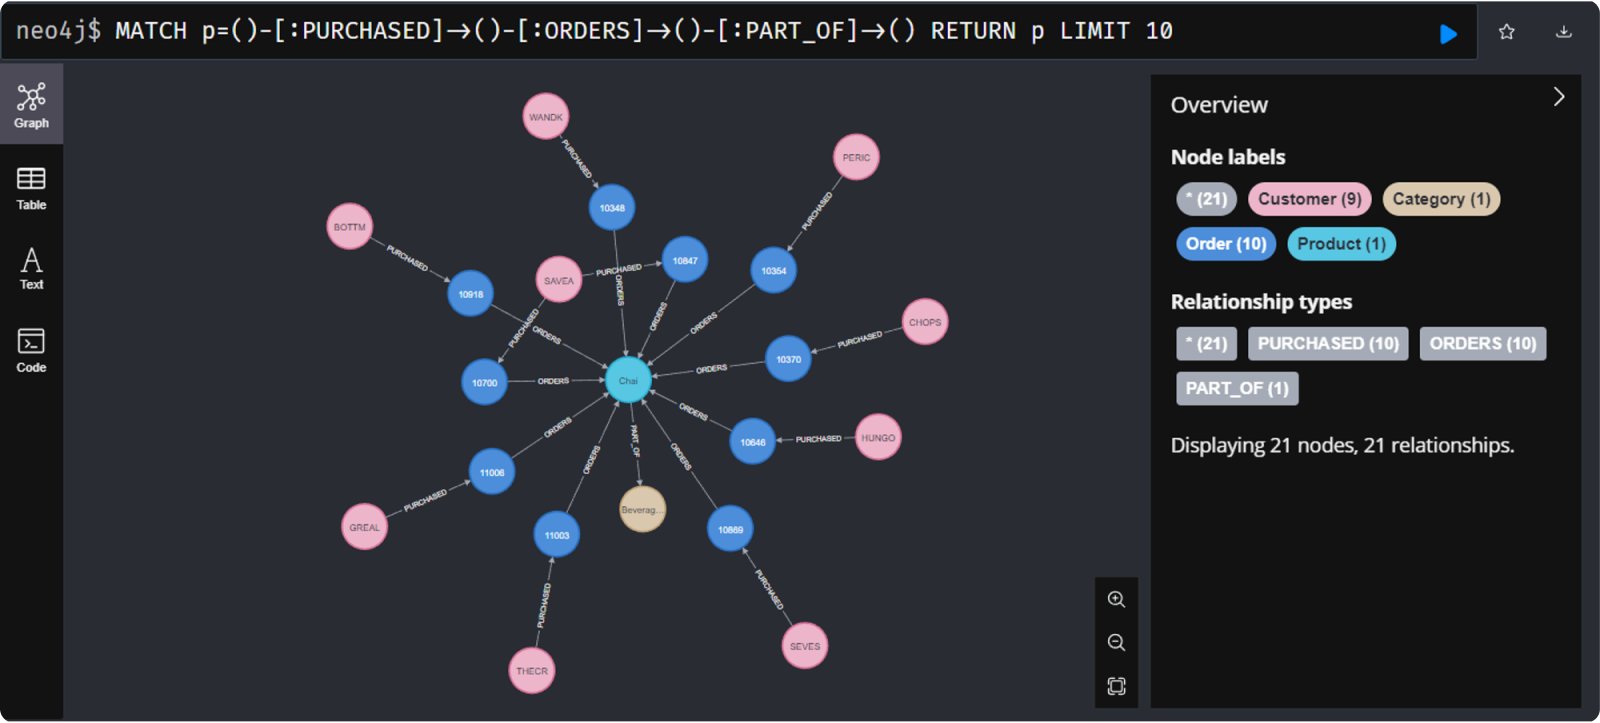 neo4j$ MATCH p=()-[:PURCHASED]→()-[:ORDERS]→()-[:PART_OF]→() RETURN p LIMIT 10
Graph
Table
Text
Code
WANDK
PURCHASED
10348
ORDERS
PERIC
PURCHASED
10354
ORDERS
BOTTM
PURCHASED
10918
ORDERS
SAVEA
PURCHASED
10847
ORDERS
PURCHASED
10700
ORDERS
CHOPS
PURCHASED
10370
ORDERS
Chai
HUNGO
PURCHASED
10646
ORDERS
GREAL
PURCHASED
11006
ORDERS
PART_OF
Beverag...
THECR
PURCHASED
11003
ORDERS
SEVES
PURCHASED
10869
ORDERS
Overview
Node labels
* (21) Customer (9) Category (1)
Order (10) Product (1)
Relationship types
* (21) PURCHASED (10) ORDERS (10)
PART_OF (1)
Displaying 21 nodes, 21 relationships.